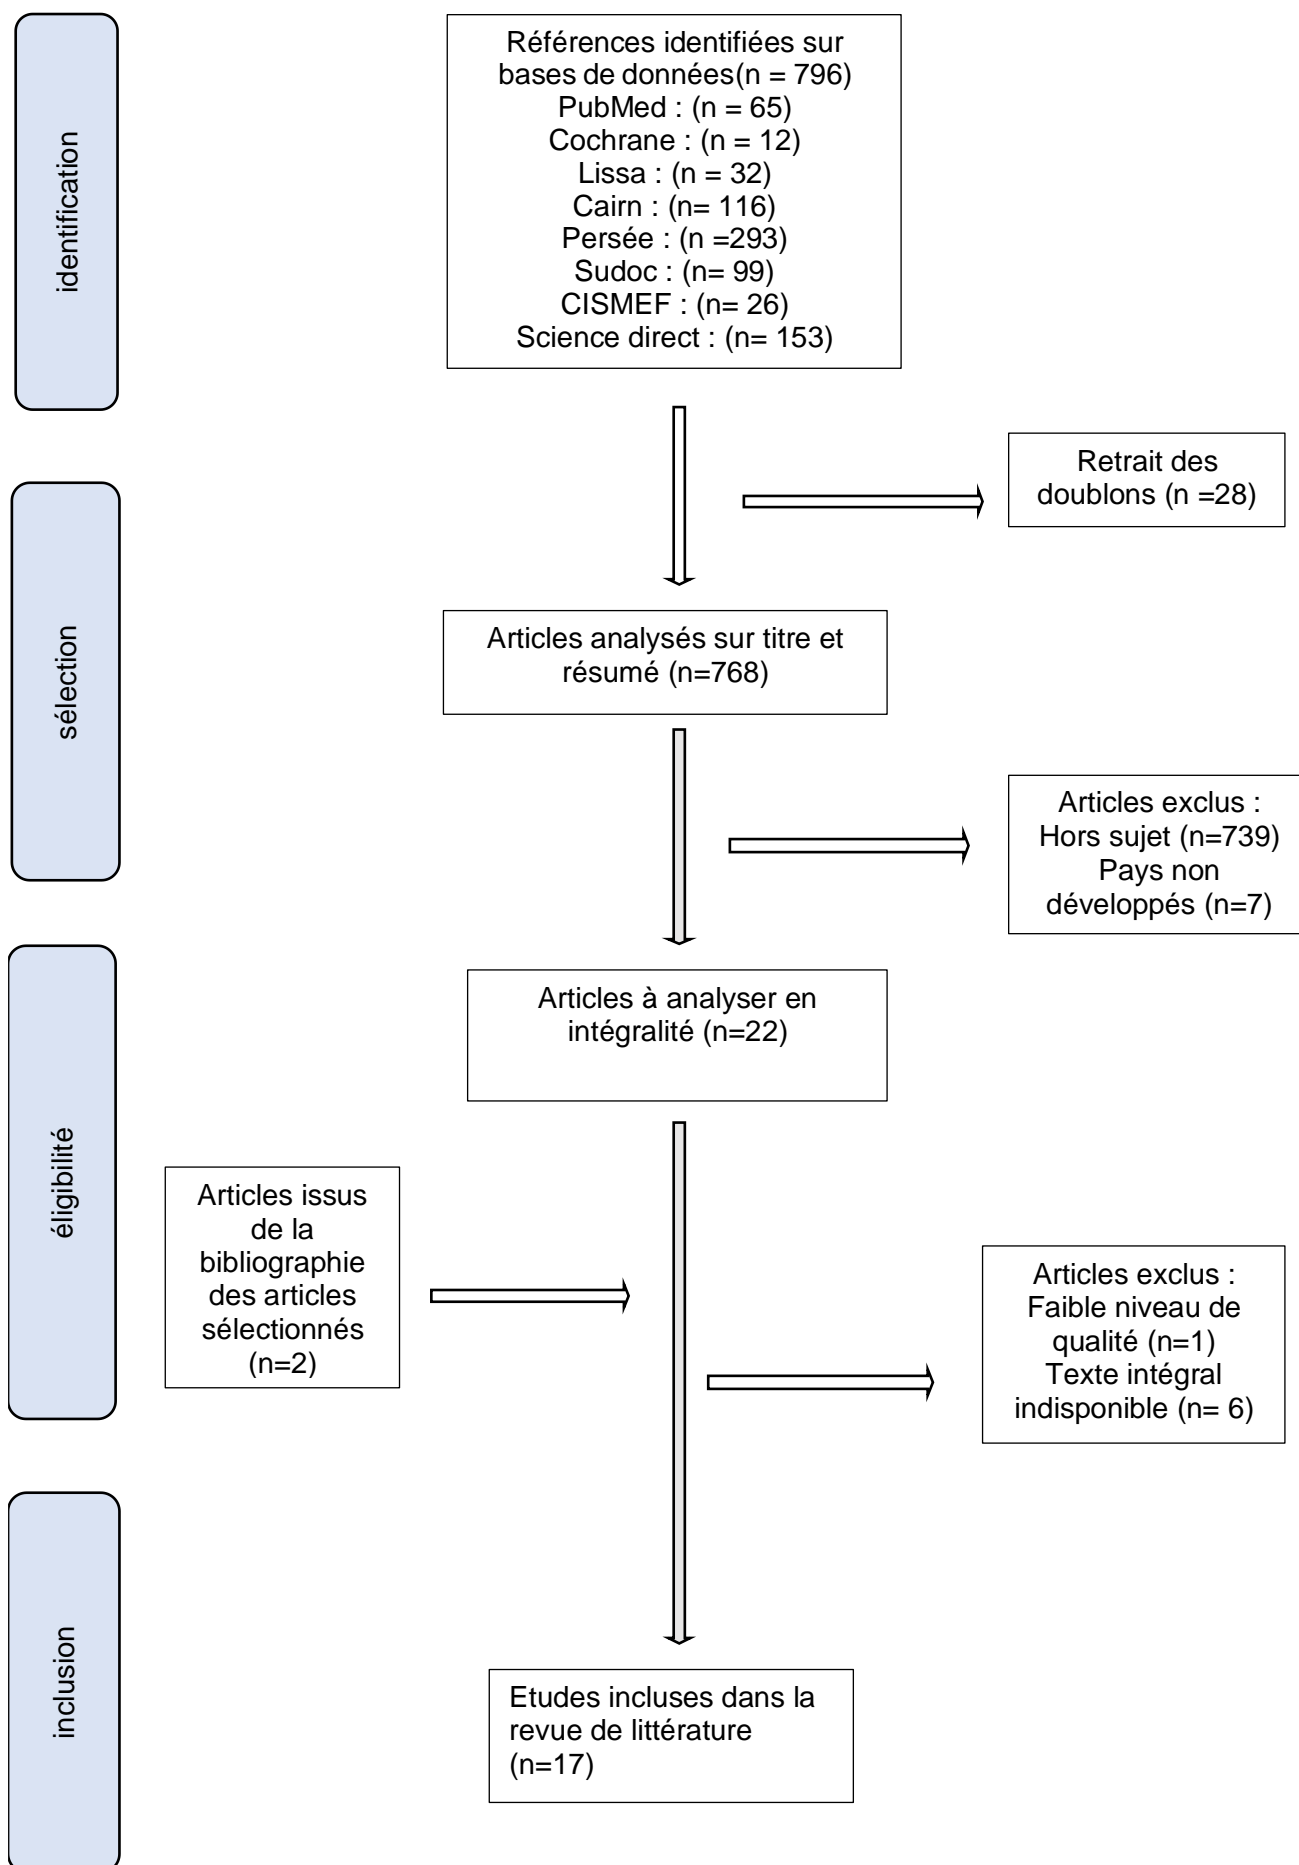 identification
Références identifiées sur
bases de données(n = 796)
PubMed : (n = 65)
Cochrane : (n = 12)
Lissa : (n = 32)
Cairn : (n= 116)
Persée : (n =293)
Sudoc : (n= 99)
CISMEF : (n= 26)
Science direct : (n= 153)
Retrait des
doublons (n =28)
sélection
Articles analysés sur titre et
résumé (n=768)
Articles exclus :
Hors sujet (n=739)
Pays non
développés (n=7)
éligibilité
Articles à analyser en
intégralité (n=22)
Articles issus
de la
bibliographie
des articles
sélectionnés
(n=2)
Articles exclus :
Faible niveau de
qualité (n=1)
Texte intégral
indisponible (n= 6)
inclusion
Etudes incluses dans la
revue de littérature
(n=17)